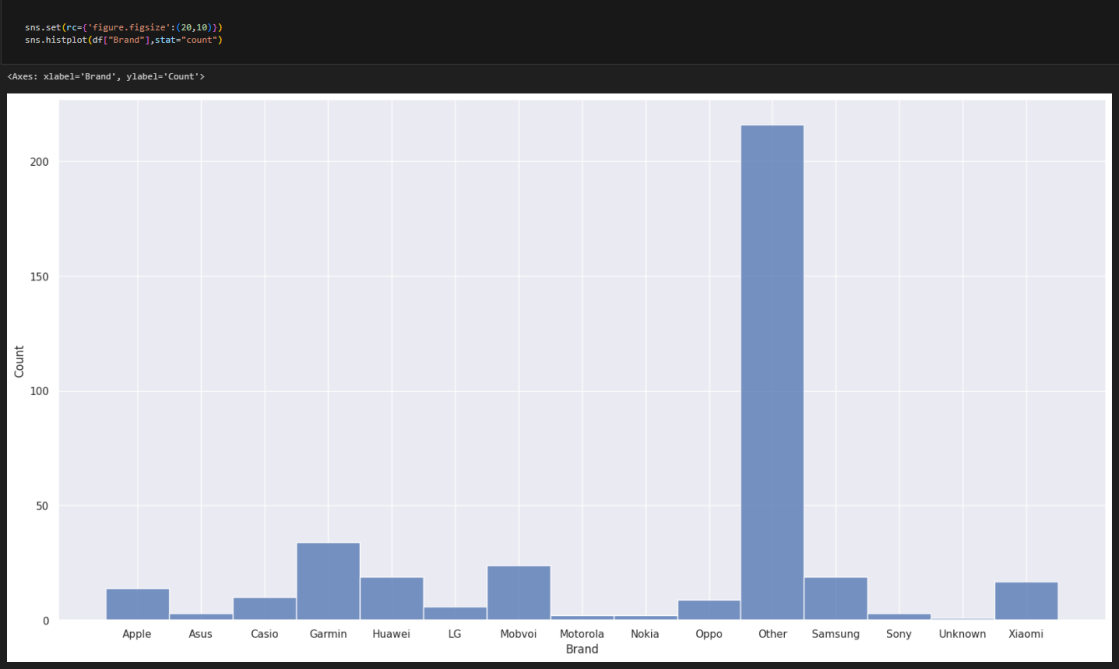 sns.set(rc={'figure.figsize':(20,10)})
sns.histplot(df["Brand"],stat="count")
<Axes: xlabel='Brand', ylabel='Count'>
200
150
100
50
0
Count
Apple Asus Casio Garmin Huawei LG Mobvoi Motorola Nokia Oppo Other Samsung Sony Unknown Xiaomi
Brand